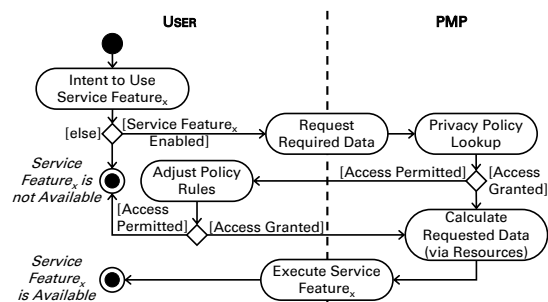 USER
PMP
Intent to Use
Service Featurex
[else]
[Service Featurex
Enabled]
Request
Required Data
Privacy Policy
Lookup
Service
Featurex is
not Available
Adjust Policy
Rules
[Access Permitted]
[Access
Granted]
[Access
Permitted]
[Access Granted]
Calculate
Requested Data
(via Resources)
Service
Featurex
is Available
Execute Service
Featurex